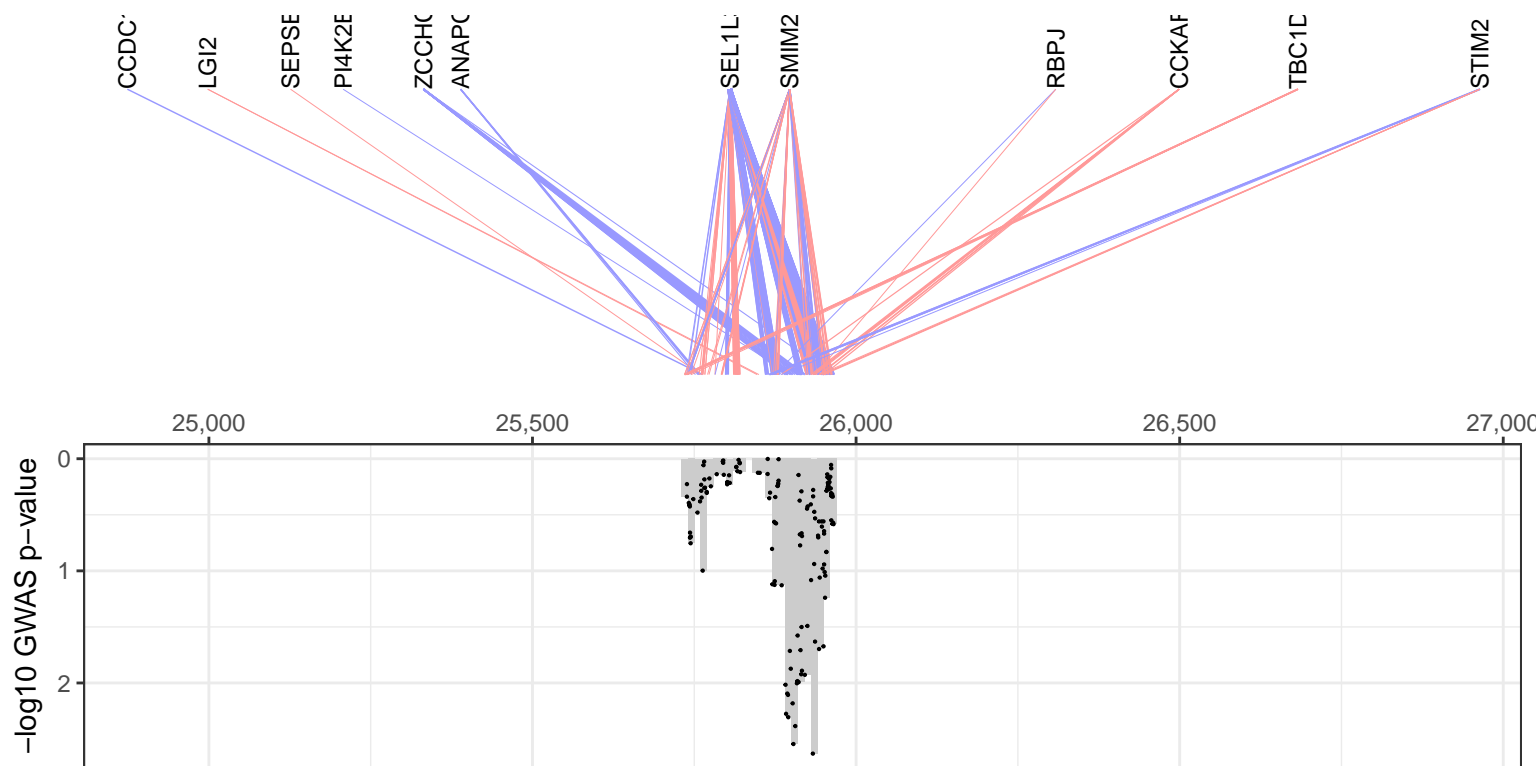 CCDC
LGI2
SEPSE
PI4K2E
ZCCHC
ANAPC
SEL1L
SMIM2
RBPJ
CCKAR
TBC1D
STIM2
25,000
25,500
26,000
26,500
27,000
0
1
2
−log10 GWAS p−value